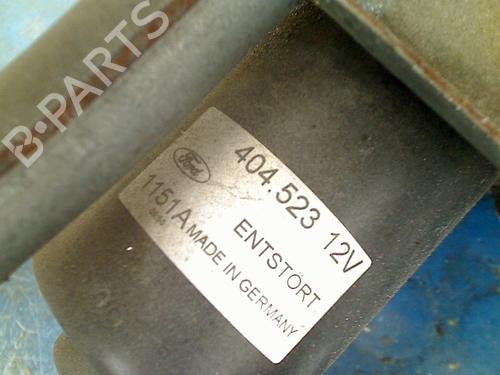 B-PARTS
Ford
404.523 12V
ENTSTÖRT
1151A MADE IN GERMANY